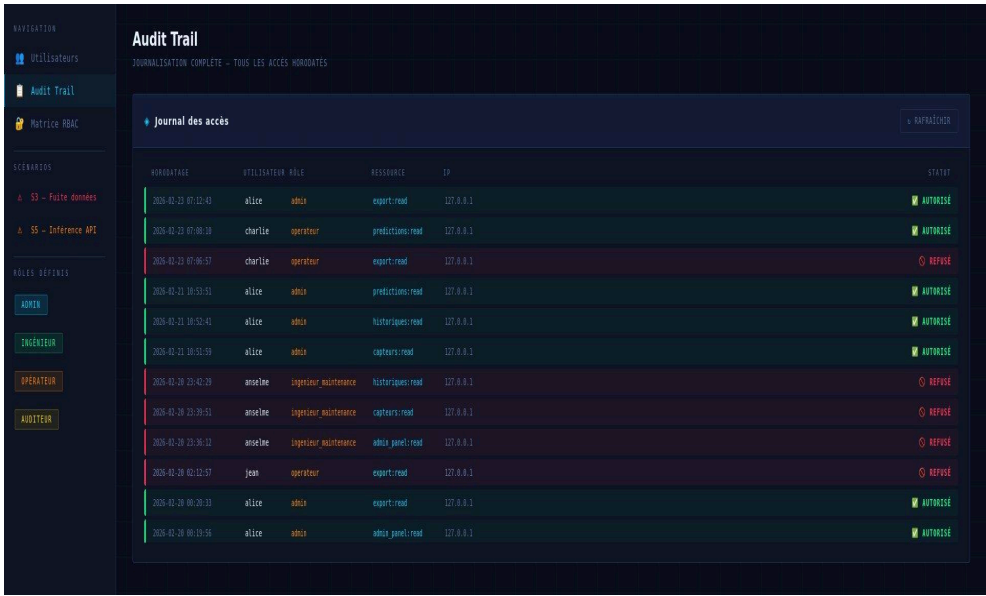 NAVIGATION
Utilisateurs
Audit Trail
Matrice RBAC
SCÉNARIOS
S3 — Fuite données
S5 — Inférence API
RÔLES DÉFINIS
ADMIN
INGÉNIEUR
OPÉRATEUR
AUDITEUR
Audit Trail
JOURNALISATION COMPLÈTE — TOUS LES ACCÈS HORODATÉS
Journal des accès
RAFRAÎCHIR
HORODATAGE UTILISATEUR RÔLE RESSOURCE IP STATUT
2026-02-23 07:12:43 alice admin export:read 127.0.0.1 AUTORISÉ
2026-02-23 07:08:10 charlie operateur predictions:read 127.0.0.1 AUTORISÉ
2026-02-23 07:06:57 charlie operateur export:read 127.0.0.1 REFUSÉ
2026-02-21 10:53:51 alice admin predictions:read 127.0.0.1 AUTORISÉ
2026-02-21 10:52:41 alice admin historiques:read 127.0.0.1 AUTORISÉ
2026-02-21 10:51:59 alice admin capteurs:read 127.0.0.1 AUTORISÉ
2026-02-20 23:42:29 anselme ingenieur_maintenance historiques:read 127.0.0.1 REFUSÉ
2026-02-20 23:39:51 anselme ingenieur_maintenance capteurs:read 127.0.0.1 REFUSÉ
2026-02-20 23:36:12 anselme ingenieur_maintenance admin_panel:read 127.0.0.1 REFUSÉ
2026-02-20 02:12:57 jean operateur export:read 127.0.0.1 REFUSÉ
2026-02-20 00:20:33 alice admin export:read 127.0.0.1 AUTORISÉ
2026-02-20 00:19:56 alice admin admin_panel:read 127.0.0.1 AUTORISÉ